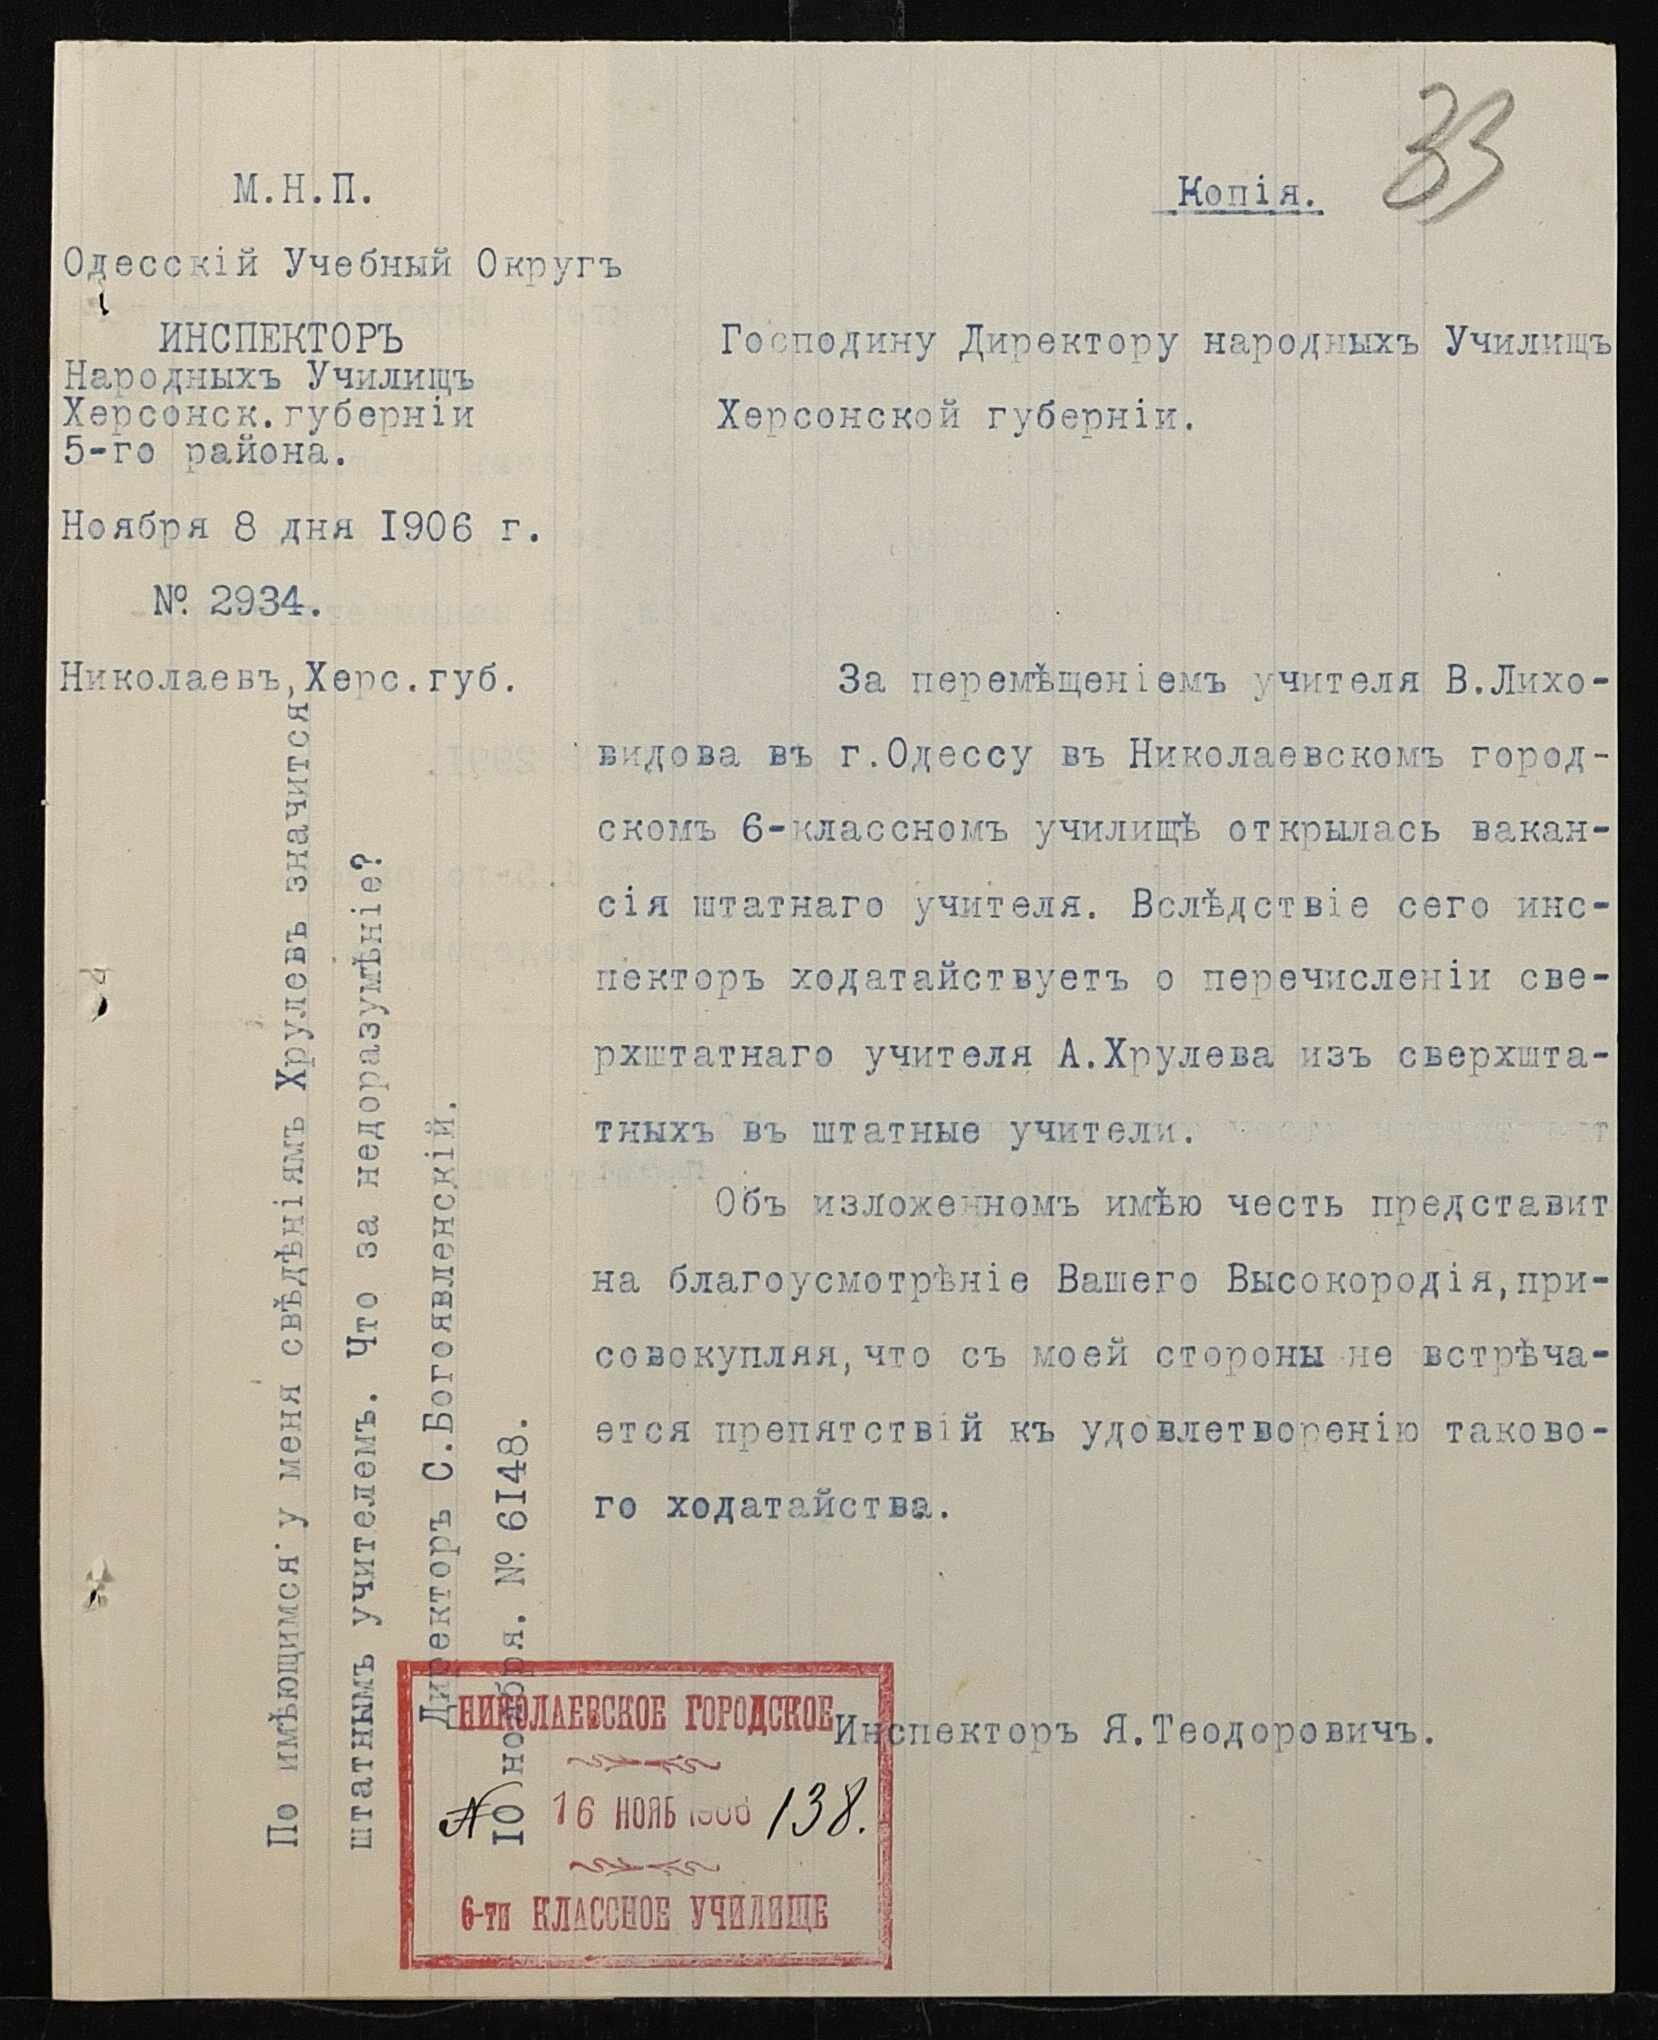 33
М.Н.П.
Копія.
Одесскій Учебный Округъ
ИНСПЕКТОРЪ
Народныхъ Училищъ
Херсонск.губерніи
5-го района.
Ноября 8 дня I906 г.
№ 2934.
Николаевъ,Херс.губ.
Господину Директору народныхъ Училищъ
Херсонской губерніи.
За перемѣщеніемъ учителя В.Лихо-
видова въ г.Одессу въ Николаевскомъ город-
скомъ 6-классномъ училищѣ открылась вакан-
сія штатнаго учителя. Вслѣдствіе сего инс-
пекторъ ходатайствуетъ о перечисленіи све-
рхштатнаго учителя А.Хрулева изъ сверхшта-
тныхъ въ штатные учители.
Объ изложенномъ имѣю честь представит
на благоусмотрѣніе Вашего Высокородія,при-
совокупляя,что съ моей стороны не встрѣча-
ется препятствій къ удовлетворенію таково-
го ходатайства.
Инспекторъ Я.Теодоровичъ.
По имѣющимся у меня свѣдѣніямъ Хрулевъ значится
штатнымъ учителемъ. Что за недоразумѣніе?
Директоръ С.Богоявленскій.
IO ноября. № 6I48.
НИКОЛАЕВСКОЕ ГОРОДСКОЕ
№ 16 НОЯБ 1906 138.
6-ти КЛАССНОЕ УЧИЛИЩЕ